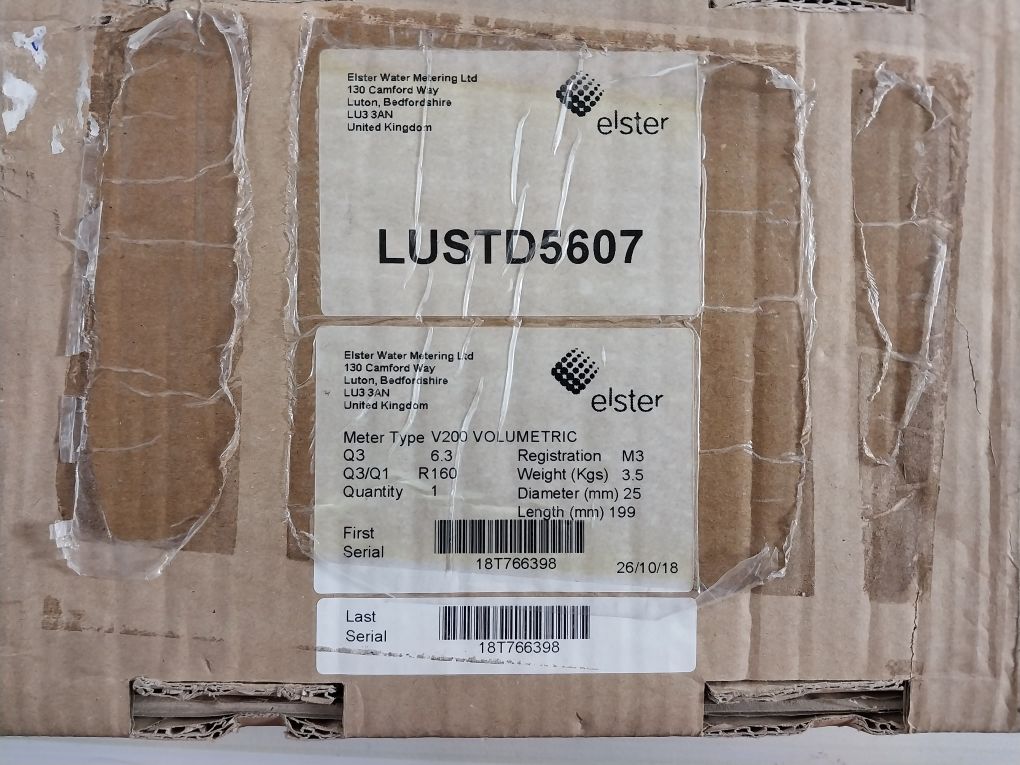 Elster Water Metering Ltd
130 Camford Way
Luton, Bedfordshire
LU3 3AN
United Kingdom
elster
LUSTD5607
Elster Water Metering Ltd
130 Camford Way
Luton, Bedfordshire
LU3 3AN
United Kingdom
elster
Meter Type V200 VOLUMETRIC
Q3 6.3 Registration M3
Q3/Q1 R160 Weight (Kgs) 3.5
Quantity 1 Diameter (mm) 25
Length (mm) 199
First
Serial
18T766398
26/10/18
Last
Serial
18T766398